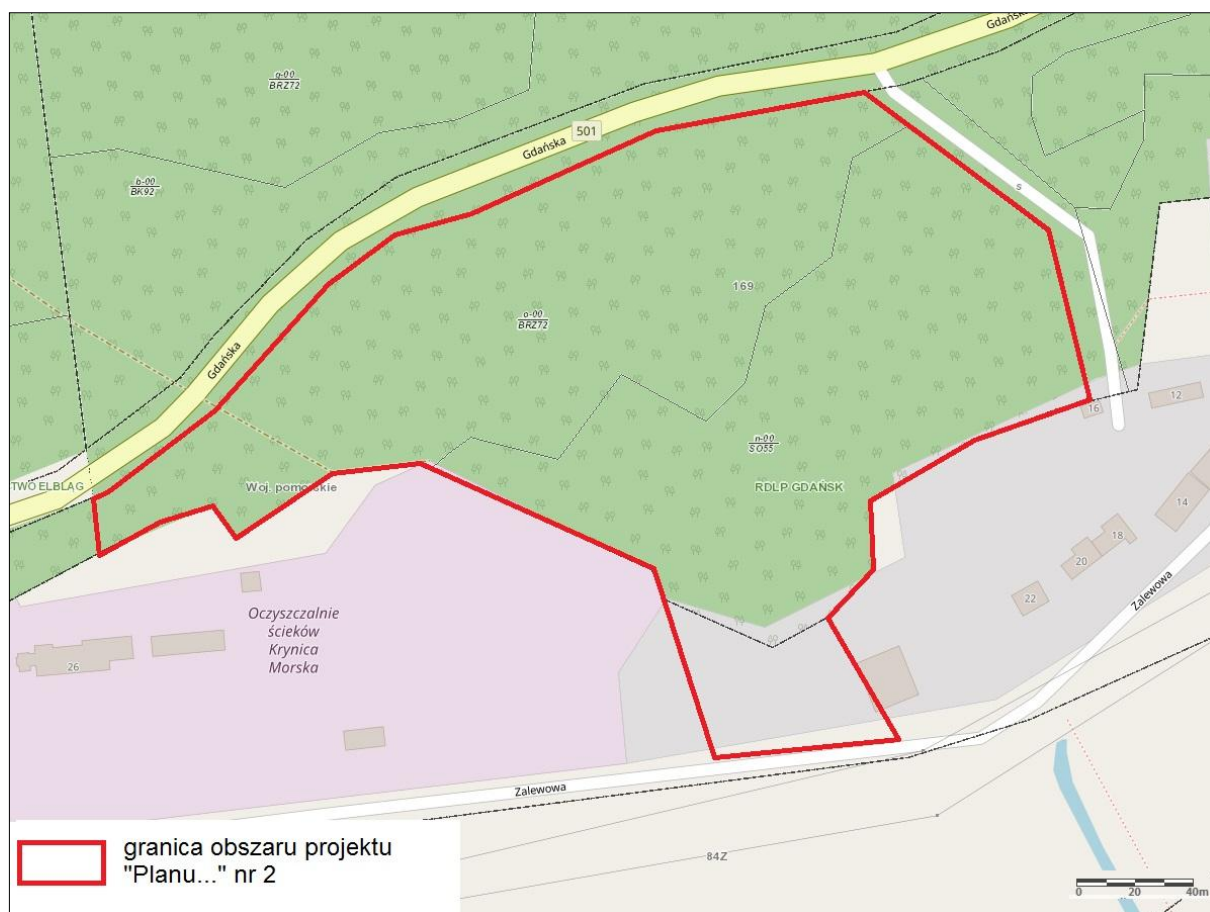 Gdańska
g-00
BRZ72
501
Gdańska
b-00
BK92
s
169
o-00
BRZ72
Gdańska
12
16
n-00
SO55
TWO ELBLĄG
Woj. pomorskie
RDLP GDAŃSK
14
18
20
22
Zalewowa
Oczyszczalnie
ścieków
Krynica
Morska
26
Zalewowa
84Z
granica obszaru projektu
"Planu..." nr 2
0 20 40m